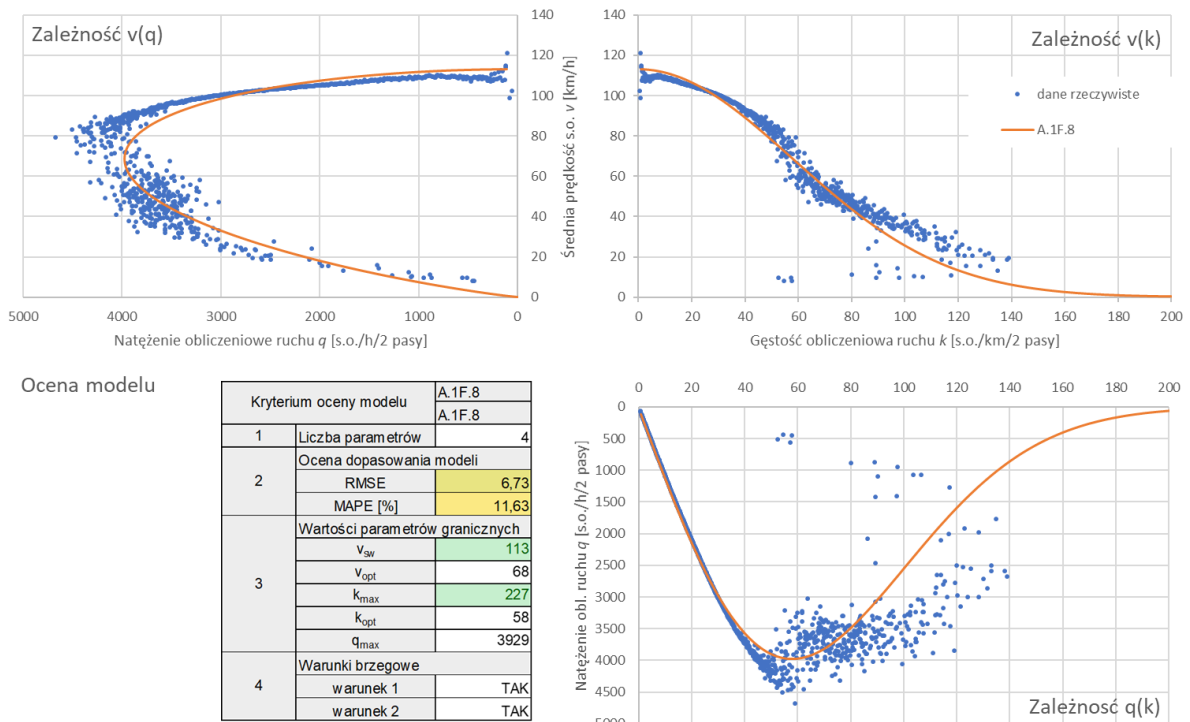 Zależność v(q)
140
120
100
80
60
40
20
0
Średnia prędkość s.o. v [km/h]
5000 4000 3000 2000 1000 0
Natężenie obliczeniowe ruchu q [s.o./h/2 pasy]
Zależność v(k)
dane rzeczywiste
A.1F.8
140
120
100
80
60
40
20
0
0 20 40 60 80 100 120 140 160 180 200
Gęstość obliczeniowa ruchu k [s.o./km/2 pasy]
Ocena modelu
Kryterium oceny modelu A.1F.8
A.1F.8
1 Liczba parametrów 4
2 Ocena dopasowania modeli
RMSE 6,73
MAPE [%] 11,63
3 Wartości parametrów granicznych
vsw 113
vopt 68
kmax 227
kopt 58
qmax 3929
4 Warunki brzegowe
warunek 1 TAK
warunek 2 TAK
0 20 40 60 80 100 120 140 160 180 200
0
500
1000
1500
2000
2500
3000
3500
4000
4500
5000
Natężenie obl. ruchu q [s.o./h/2 pasy]
Zależność q(k)